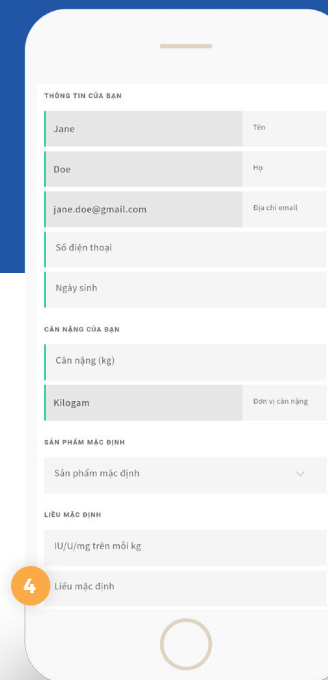 THÔNG TIN CỦA BẠN
Jane Tên
Doe Họ
jane.doe@gmail.com Địa chỉ email
Số điện thoại
Ngày sinh
CÂN NẶNG CỦA BẠN
Cân nặng (kg)
Kilogam Đơn vị cân nặng
SẢN PHẨM MẶC ĐỊNH
Sản phẩm mặc định
LIỀU MẶC ĐỊNH
IU/U/mg trên mỗi kg
4 Liều mặc định